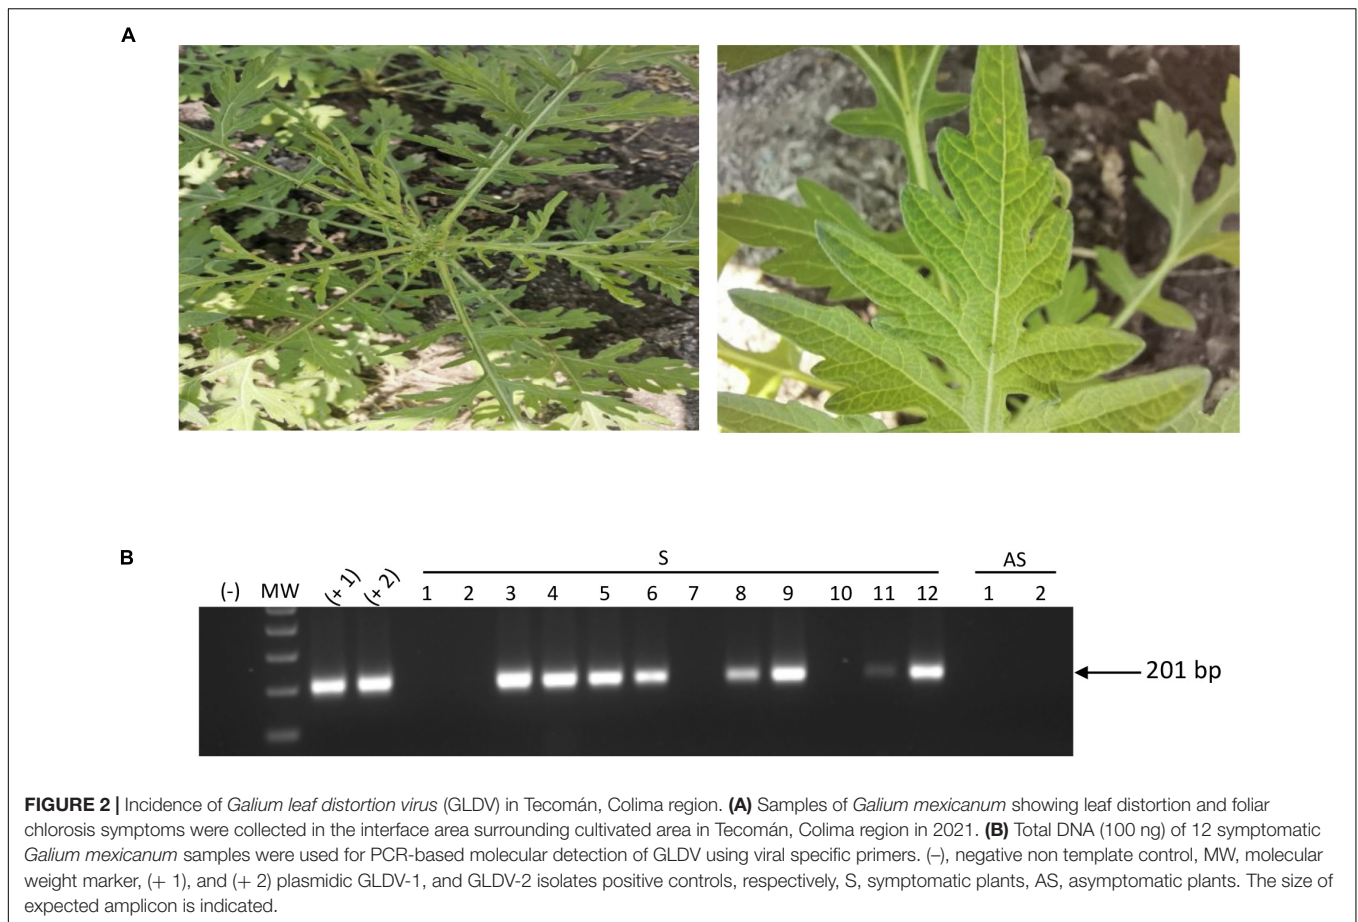 A
B
S
AS
(-) MW (+ 1) (+ 2) 1 2 3 4 5 6 7 8 9 10 11 12 1 2
201 bp
FIGURE 2 | Incidence of Galium leaf distortion virus (GLDV) in Tecomán, Colima region. (A) Samples of Galium mexicanum showing leaf distortion and foliar
chlorosis symptoms were collected in the interface area surrounding cultivated area in Tecomán, Colima region in 2021. (B) Total DNA (100 ng) of 12 symptomatic
Galium mexicanum samples were used for PCR-based molecular detection of GLDV using viral specific primers. (–), negative non template control, MW, molecular
weight marker, (+ 1), and (+ 2) plasmidic GLDV-1, and GLDV-2 isolates positive controls, respectively, S, symptomatic plants, AS, asymptomatic plants. The size of
expected amplicon is indicated.